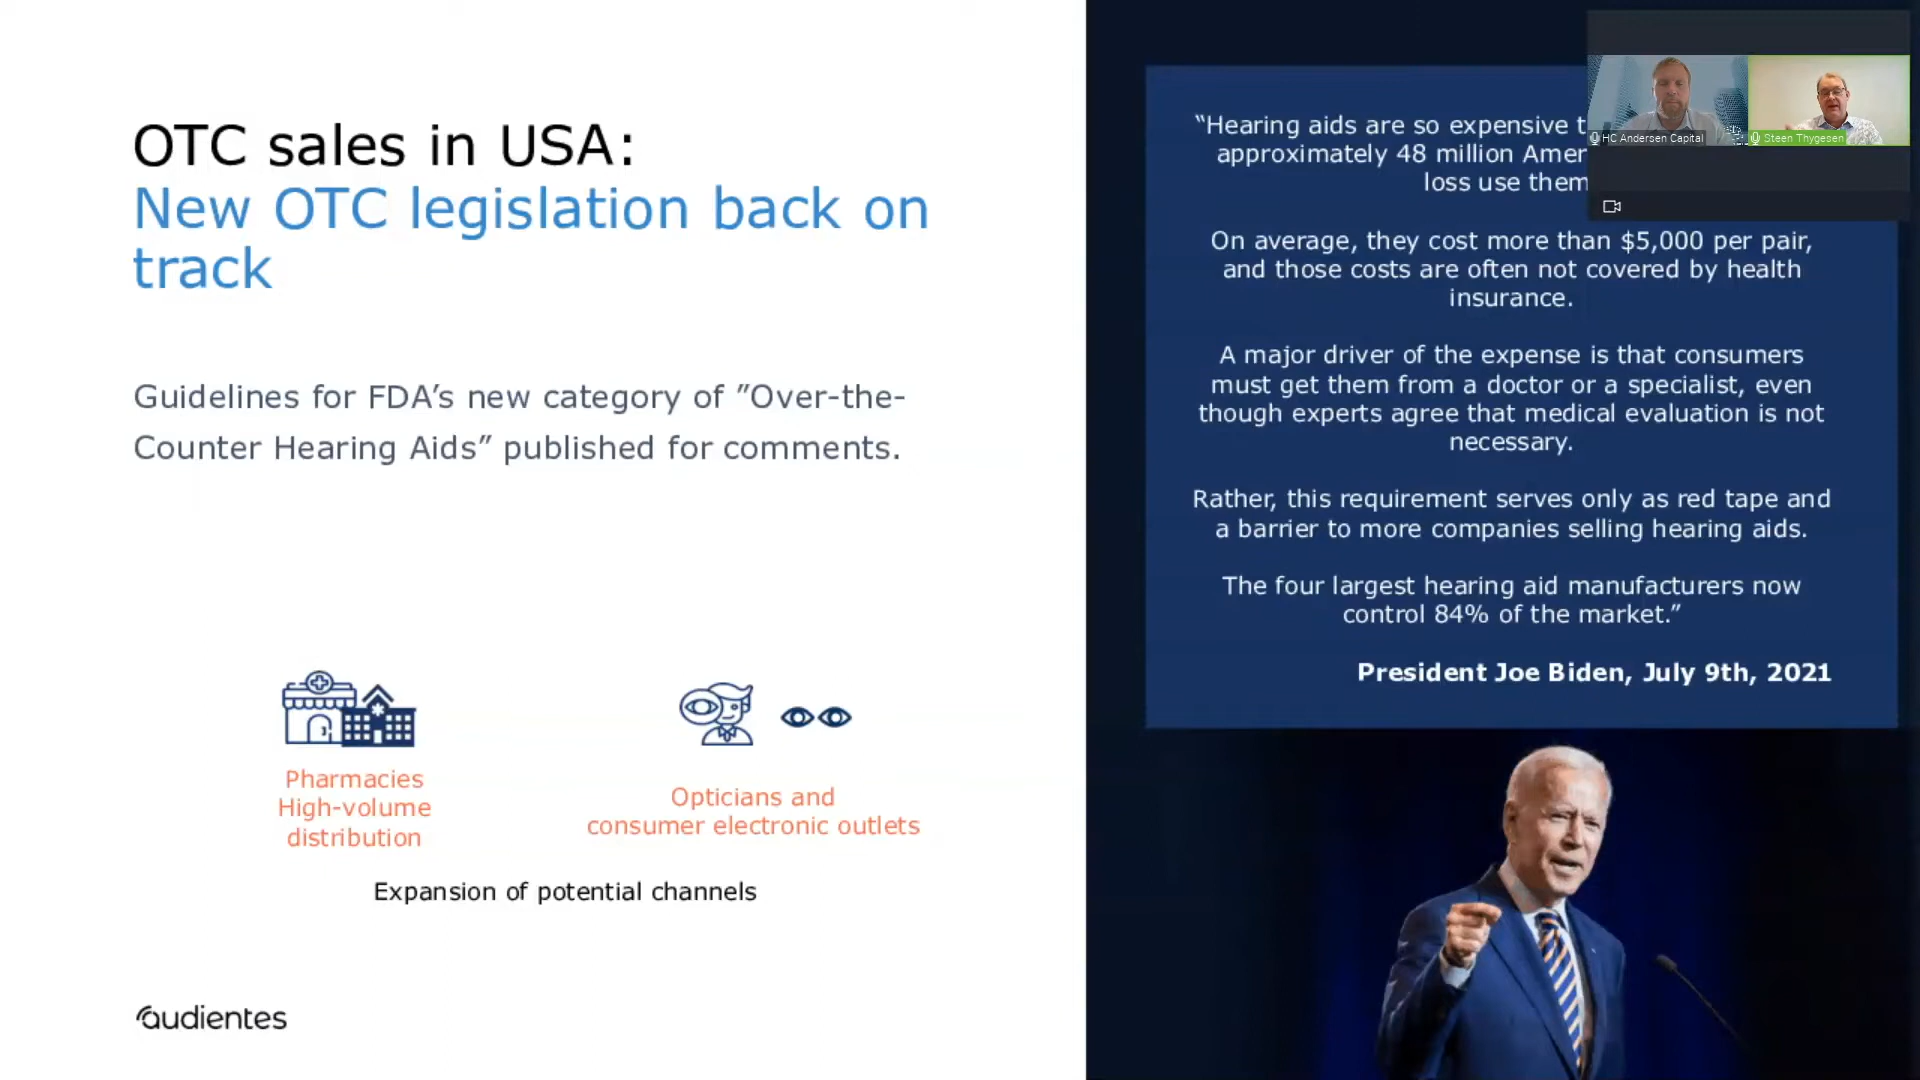 OTC sales in USA:
New OTC legislation back on
track
Guidelines for FDA’s new category of ”Over-the-
Counter Hearing Aids” published for comments.
Pharmacies
High-volume
distribution
Opticians and
consumer electronic outlets
Expansion of potential channels
audientes
“Hearing aids are so expensive
approximately 48 million
loss use them
On average, they cost more than $5,000 per pair,
and those costs are often not covered by health
insurance.
A major driver of the expense is that consumers
must get them from a doctor or a specialist, even
though experts agree that medical evaluation is not
necessary.
Rather, this requirement serves only as red tape and
a barrier to more companies selling hearing aids.
The four largest hearing aid manufacturers now
control 84% of the market.”
President Joe Biden, July 9th, 2021
HC Andersen Capital
Steen Thygesen